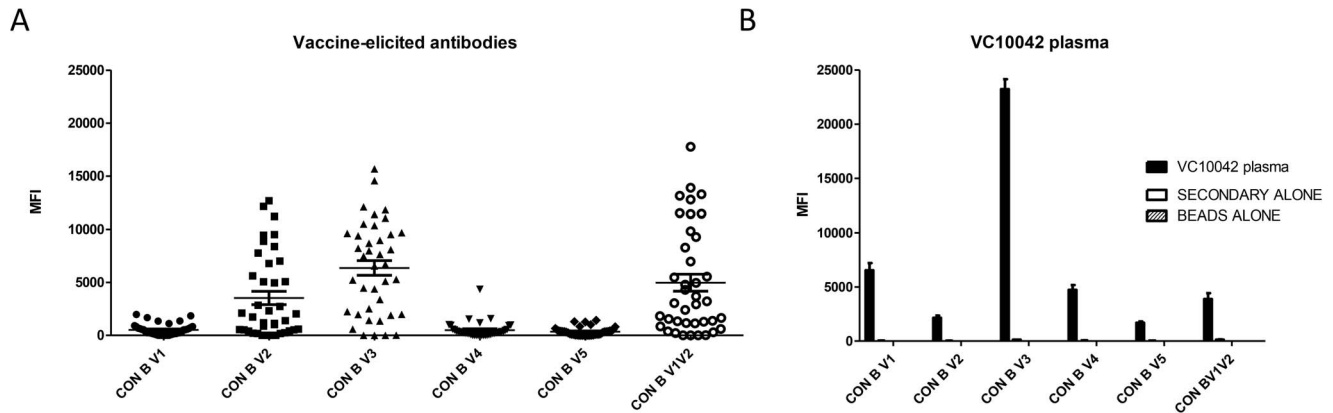 A
Vaccine-elicited antibodies
MFI
25000
20000
15000
10000
5000
0
CON B V1
CON B V2
CON B V3
CON B V4
CON B V5
CON B V1V2
B
VC10042 plasma
MFI
25000
20000
15000
10000
5000
0
CON B V1
CON B V2
CON B V3
CON B V4
CON B V5
CON BV1V2
VC10042 plasma
SECONDARY ALONE
BEADS ALONE